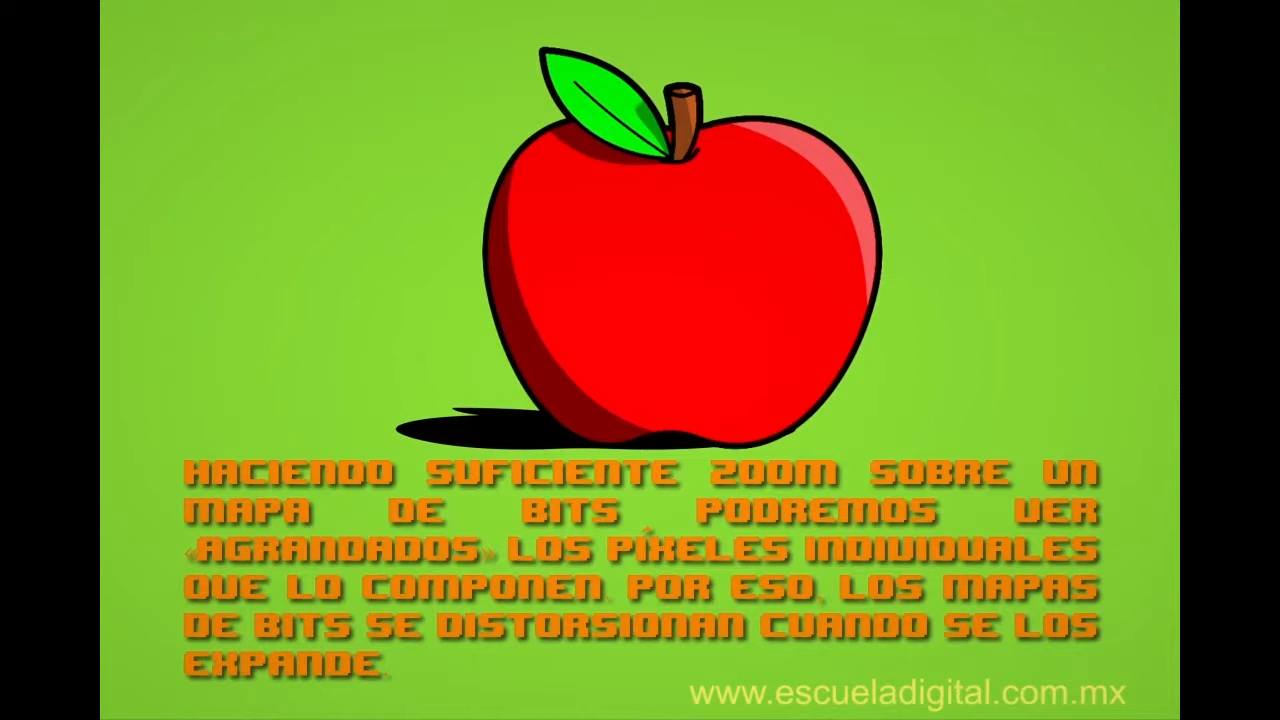 HACIENDO SUFICIENTE ZOOM SOBRE UN
MAPA DE BITS PODREMOS VER
«AGRANDADOS» LOS PÍXELES INDIVIDUALES
QUE LO COMPONEN. POR ESO, LOS MAPAS
DE BITS SE DISTORSIONAN CUANDO SE LOS
EXPANDE.
www.escueladigital.com.mx